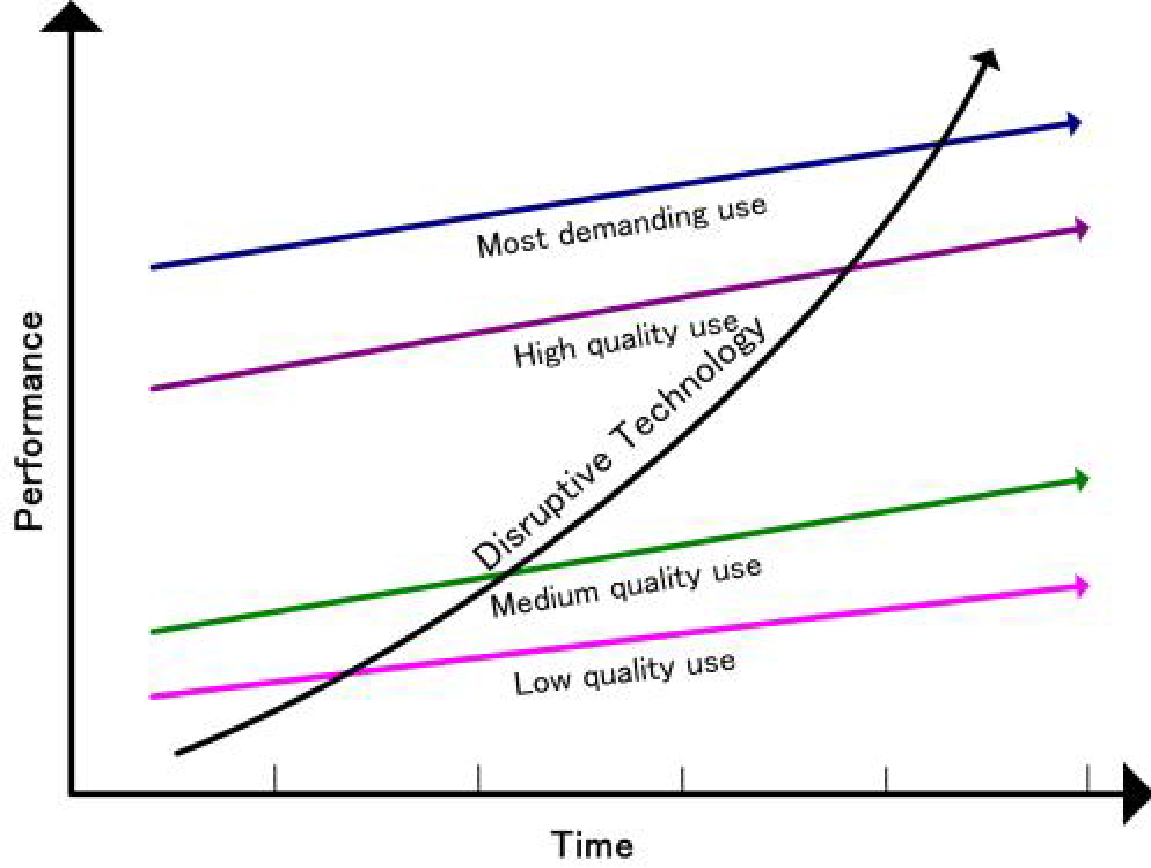 Performance
Most demanding use
High quality use
Disruptive Technology
Medium quality use
Low quality use
Time